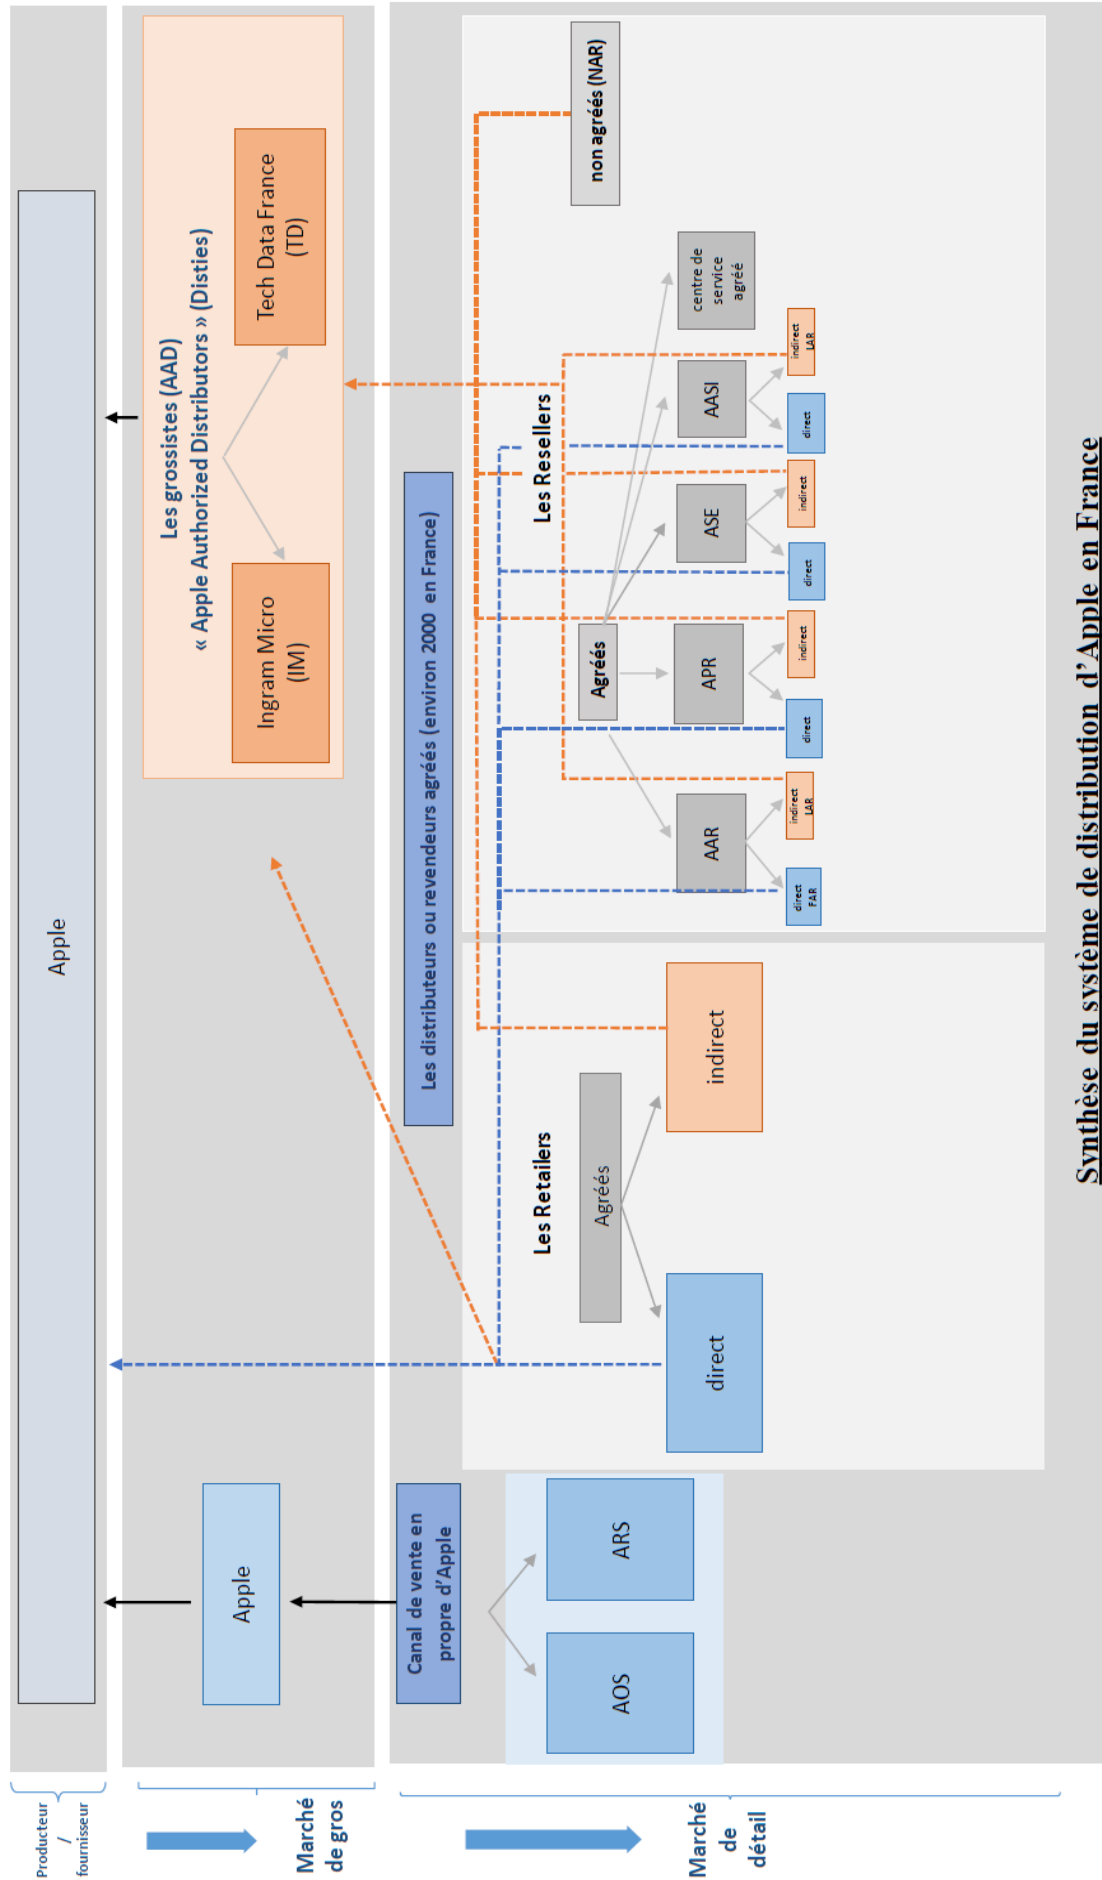 Producteur
/
fournisseur
Apple
Marché
de gros
Apple
Les grossistes (AAD)
« Apple Authorized Distributors » (Disties)
Ingram Micro
(IM)
Tech Data France
(TD)
Marché
de
détail
Canal de vente en
propre d'Apple
AOS
ARS
Les distributeurs ou revendeurs agréés (environ 2000 en France)
Les Retailers
Agréés
direct
indirect
Les Resellers
Agréés
non agréés (NAR)
AAR
APR
ASE
AASI
centre de
service
agréé
direct
FAR
indirect
LAR
direct
indirect
direct
indirect
direct
indirect
LAR
Synthèse du système de distribution d'Apple en France